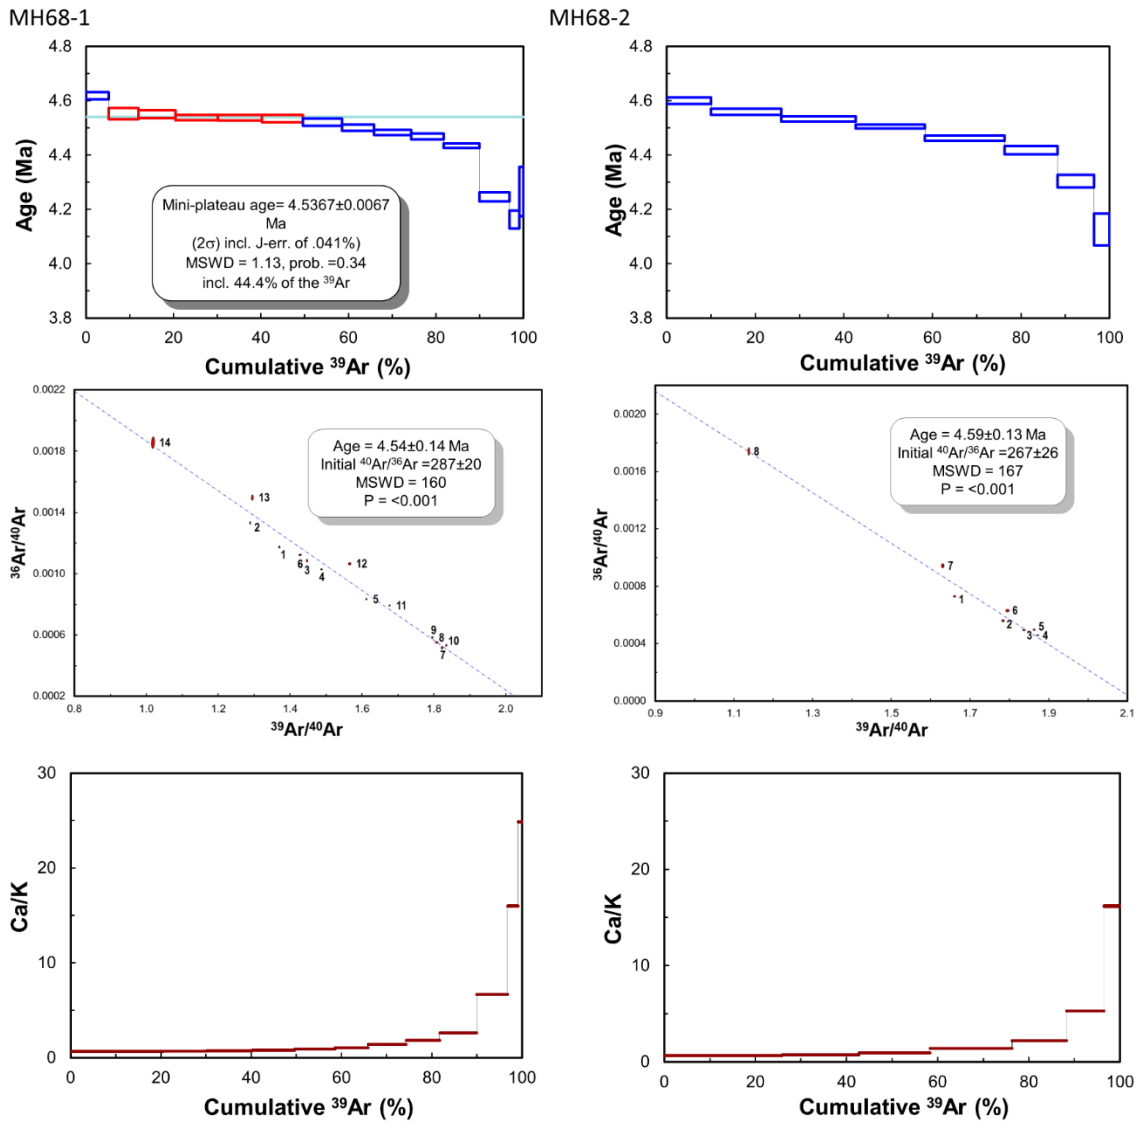 MH68-1
MH68-2
4.8
4.6
4.4
4.2
4.0
3.8
Age (Ma)
Mini-plateau age= 4.5367±0.0067
Ma
(2σ) incl. J-err. of .041%)
MSWD = 1.13, prob. =0.34
incl. 44.4% of the ³⁹Ar
0 20 40 60 80 100
Cumulative ³⁹Ar (%)
4.8
4.6
4.4
4.2
4.0
3.8
Age (Ma)
0 20 40 60 80 100
Cumulative ³⁹Ar (%)
0.0022
0.0018
0.0014
0.0010
0.0006
0.0002
³⁶Ar/⁴⁰Ar
Age = 4.54±0.14 Ma
Initial ⁴⁰Ar/³⁶Ar =287±20
MSWD = 160
P = <0.001
14
13
2
1
6
3
4
12
5
11
9
8
10
7
0.8 1.0 1.2 1.4 1.6 1.8 2.0
³⁹Ar/⁴⁰Ar
0.0020
0.0016
0.0012
0.0008
0.0004
0.0000
³⁶Ar/⁴⁰Ar
Age = 4.59±0.13 Ma
Initial ⁴⁰Ar/³⁶Ar =267±26
MSWD = 167
P = <0.001
8
7
1
6
2
5
3
4
0.9 1.1 1.3 1.5 1.7 1.9 2.1
³⁹Ar/⁴⁰Ar
30
20
10
0
Ca/K
0 20 40 60 80 100
Cumulative ³⁹Ar (%)
30
20
10
0
Ca/K
0 20 40 60 80 100
Cumulative ³⁹Ar (%)